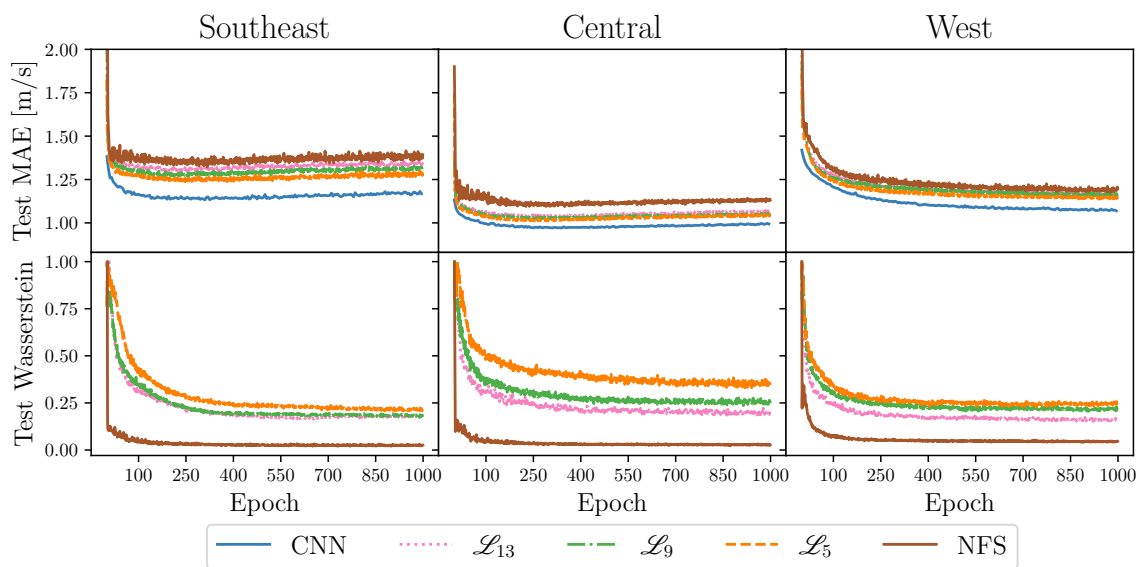 Southeast Central West
Test MAE [m/s]
2.00
1.75
1.50
1.25
1.00
Test Wasserstein
1.00
0.75
0.50
0.25
0.00
100 250 400 550 700 850 1000 100 250 400 550 700 850 1000 100 250 400 550 700 850 1000
Epoch Epoch Epoch
CNN ℒ₁₃ ℒ₉ ℒ₅ NFS